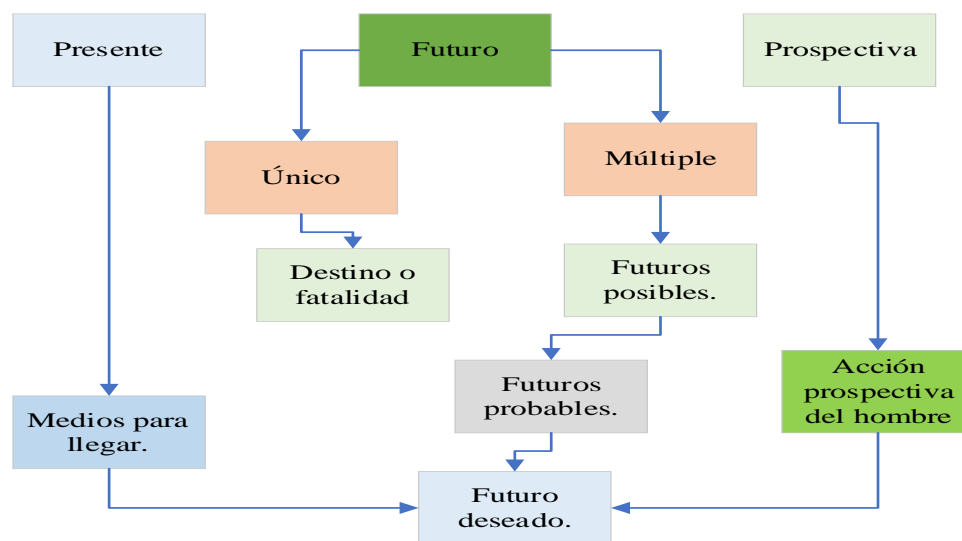 Presente
Futuro
Prospectiva
Único
Múltiple
Destino o
fatalidad
Futuros
posibles.
Futuros
probables.
Acción
prospectiva
del hombre
Medios para
llegar.
Futuro
deseado.